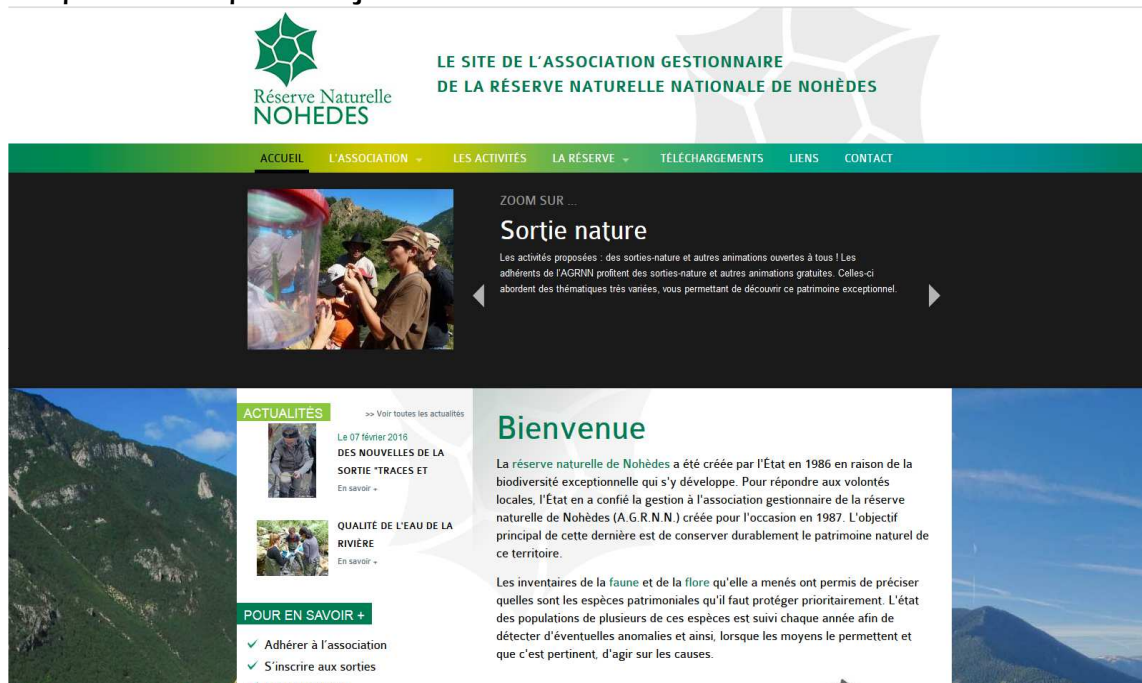 Réserve Naturelle
NOHEDES
LE SITE DE L'ASSOCIATION GESTIONNAIRE
DE LA RÉSERVE NATURELLE NATIONALE DE NOHÈDES
ACCUEIL L'ASSOCIATION LES ACTIVITÉS LA RÉSERVE TÉLÉCHARGEMENTS LIENS CONTACT
ZOOM SUR ...
Sortie nature
Les activités proposées : des sorties-nature et autres animations ouvertes à tous ! Les
adhérents de l'AGRNN profitent des sorties-nature et autres animations gratuites. Celles-ci
abordent des thématiques très variées, vous permettant de découvrir ce patrimoine exceptionnel.
ACTUALITÉS >> Voir toutes les actualités
Le 07 février 2016
DES NOUVELLES DE LA
SORTIE "TRACES ET
En savoir +
QUALITÉ DE L'EAU DE LA
RIVIÈRE
En savoir +
POUR EN SAVOIR +
Adhérer à l'association
S'inscrire aux sorties
Bienvenue
La réserve naturelle de Nohèdes a été créée par l'État en 1986 en raison de la
biodiversité exceptionnelle qui s'y développe. Pour répondre aux volontés
locales, l'État en a confié la gestion à l'association gestionnaire de la réserve
naturelle de Nohèdes (A.G.R.N.N.) créée pour l'occasion en 1987. L'objectif
principal de cette dernière est de conserver durablement le patrimoine naturel de
ce territoire.
Les inventaires de la faune et de la flore qu'elle a menés ont permis de préciser
quelles sont les espèces patrimoniales qu'il faut protéger prioritairement. L'état
des populations de plusieurs de ces espèces est suivi chaque année afin de
détecter d'éventuelles anomalies et ainsi, lorsque les moyens le permettent et
que c'est pertinent, d'agir sur les causes.